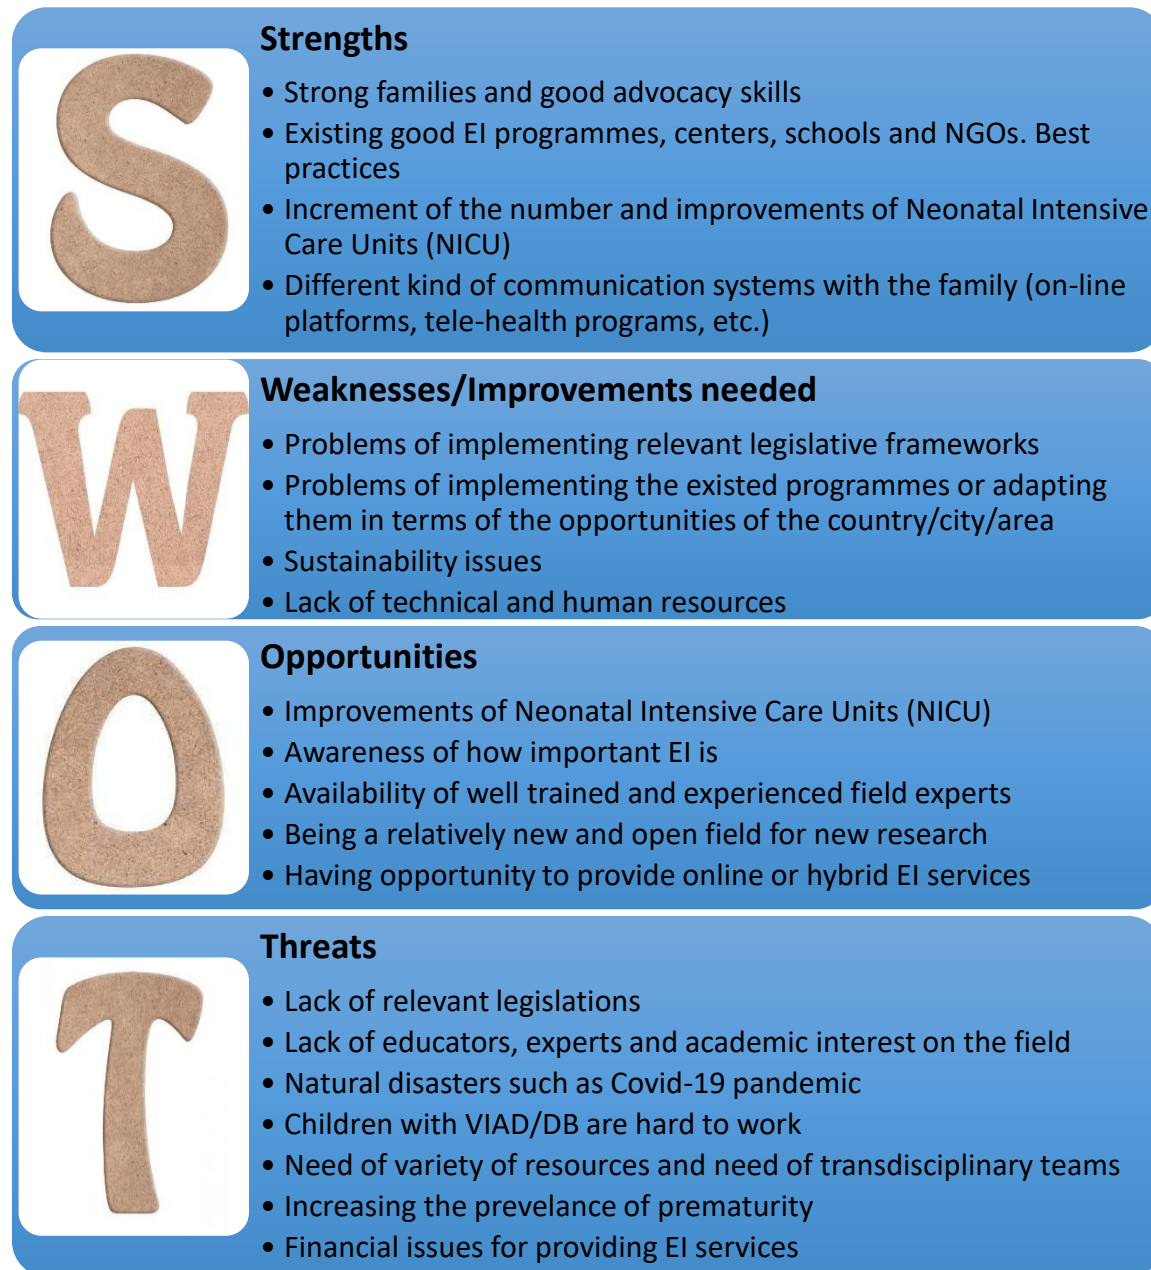 S
Strengths
• Strong families and good advocacy skills
• Existing good EI programmes, centers, schools and NGOs. Best
practices
• Increment of the number and improvements of Neonatal Intensive
Care Units (NICU)
• Different kind of communication systems with the family (on-line
platforms, tele-health programs, etc.)
W
Weaknesses/Improvements needed
• Problems of implementing relevant legislative frameworks
• Problems of implementing the existed programmes or adapting
them in terms of the opportunities of the country/city/area
• Sustainability issues
• Lack of technical and human resources
O
Opportunities
• Improvements of Neonatal Intensive Care Units (NICU)
• Awareness of how important EI is
• Availability of well trained and experienced field experts
• Being a relatively new and open field for new research
• Having opportunity to provide online or hybrid EI services
T
Threats
• Lack of relevant legislations
• Lack of educators, experts and academic interest on the field
• Natural disasters such as Covid-19 pandemic
• Children with VIAD/DB are hard to work
• Need of variety of resources and need of transdisciplinary teams
• Increasing the prevelance of prematurity
• Financial issues for providing EI services